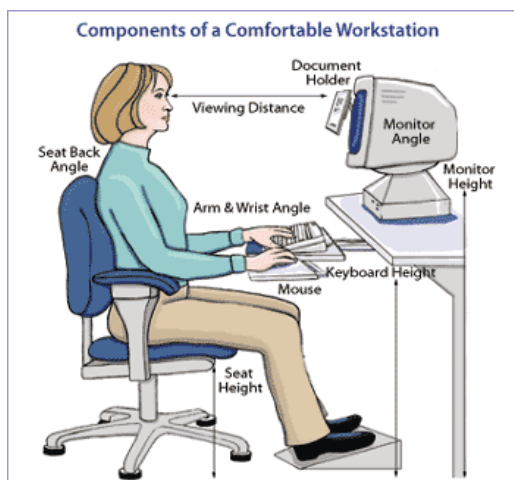 Components of a Comfortable Workstation
Document
Holder
Viewing Distance
Monitor
Angle
Seat Back
Angle
Monitor
Height
Arm & Wrist Angle
Keyboard Height
Mouse
Seat
Height